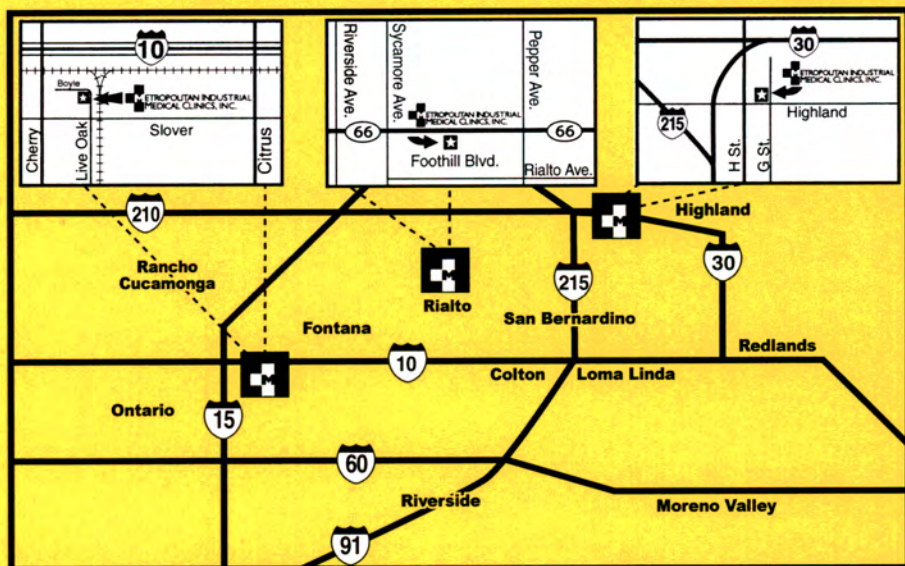 10
Boyle
METROPOLITAN INDUSTRIAL
MEDICAL CLINICS, INC.
Slover
Cherry
Live Oak
Citrus
Riverside Ave.
Sycamore Ave.
Pepper Ave.
METROPOLITAN INDUSTRIAL
MEDICAL CLINICS, INC.
66
66
Foothill Blvd.
Rialto Ave.
30
METROPOLITAN INDUSTRIAL
MEDICAL CLINICS, INC.
Highland
215
H St.
G St.
210
Highland
M
Rancho
Cucamonga
M
Rialto
215
30
San Bernardino
Fontana
Redlands
10
Colton
Loma Linda
M
Ontario
15
60
Riverside
Moreno Valley
91